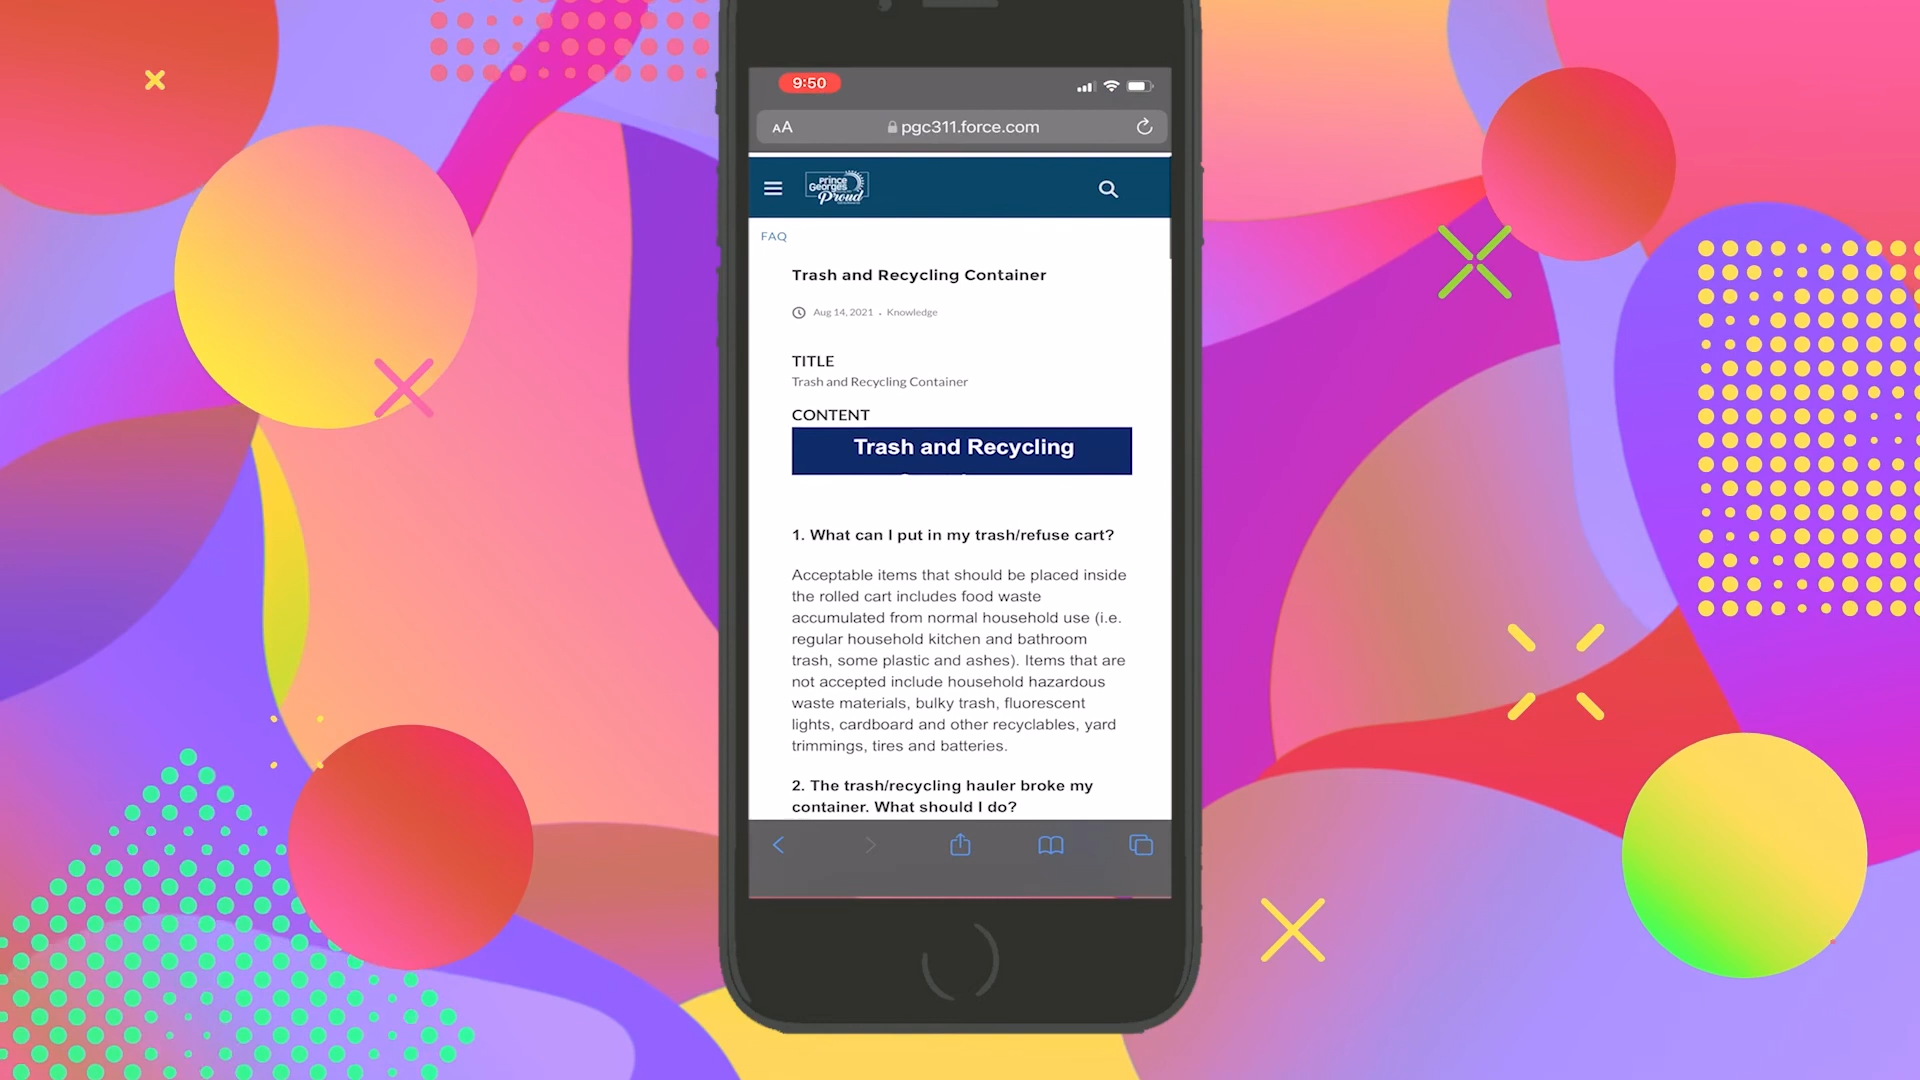 9:50
AA pgc311.force.com
Prince
George's
Proud
FAQ
Trash and Recycling Container
Aug 14, 2021 • Knowledge
TITLE
Trash and Recycling Container
CONTENT
Trash and Recycling
1. What can I put in my trash/refuse cart?
Acceptable items that should be placed inside
the rolled cart includes food waste
accumulated from normal household use (i.e.
regular household kitchen and bathroom
trash, some plastic and ashes). Items that are
not accepted include household hazardous
waste materials, bulky trash, fluorescent
lights, cardboard and other recyclables, yard
trimmings, tires and batteries.
2. The trash/recycling hauler broke my
container. What should I do?